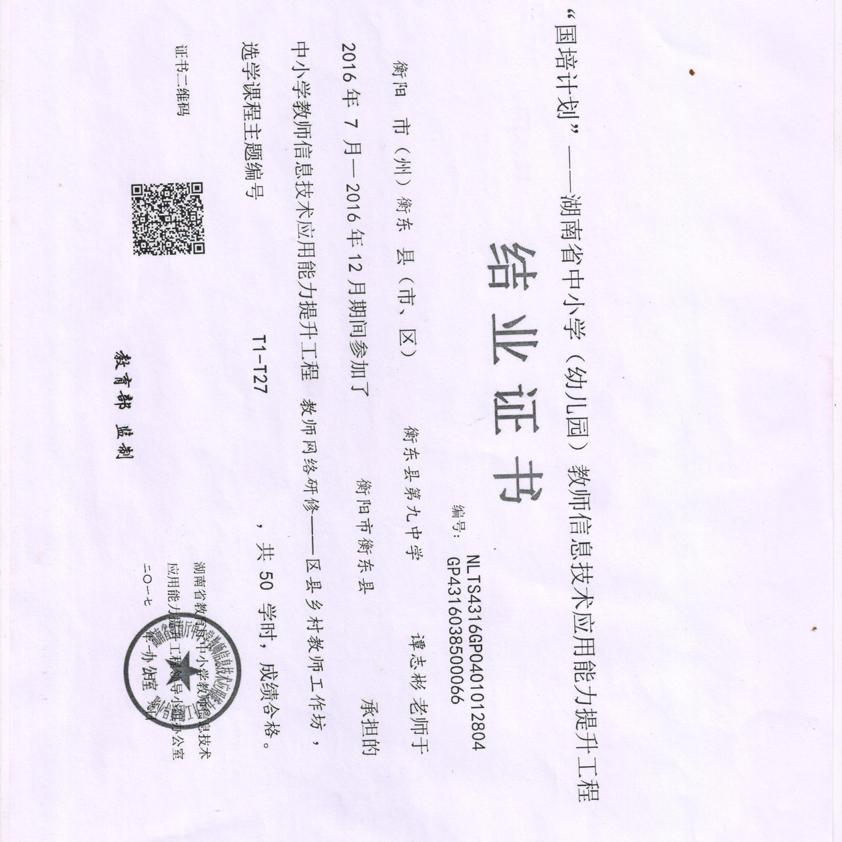 “国培计划”——湖南省中小学（幼儿园）教师信息技术应用能力提升工程
结业证书
编号：NLTS4316GP0401012804
GP4316038500066
衡阳 市（州）衡东 县（市、区） 衡东县第九中学 谭志彬 老师于
2016 年 7 月—2016 年 12 月期间参加了 衡阳市衡东县 承担的
中小学教师信息技术应用能力提升工程 教师网络研修——区县乡村教师工作坊，
选学课程主题编号 T1-T27 ，共 50 学时，成绩合格。
证书二维码
湖南省教育厅中小学教师信息技术
应用能力提升工程领导小组办公室
二〇一七
教育部 监制